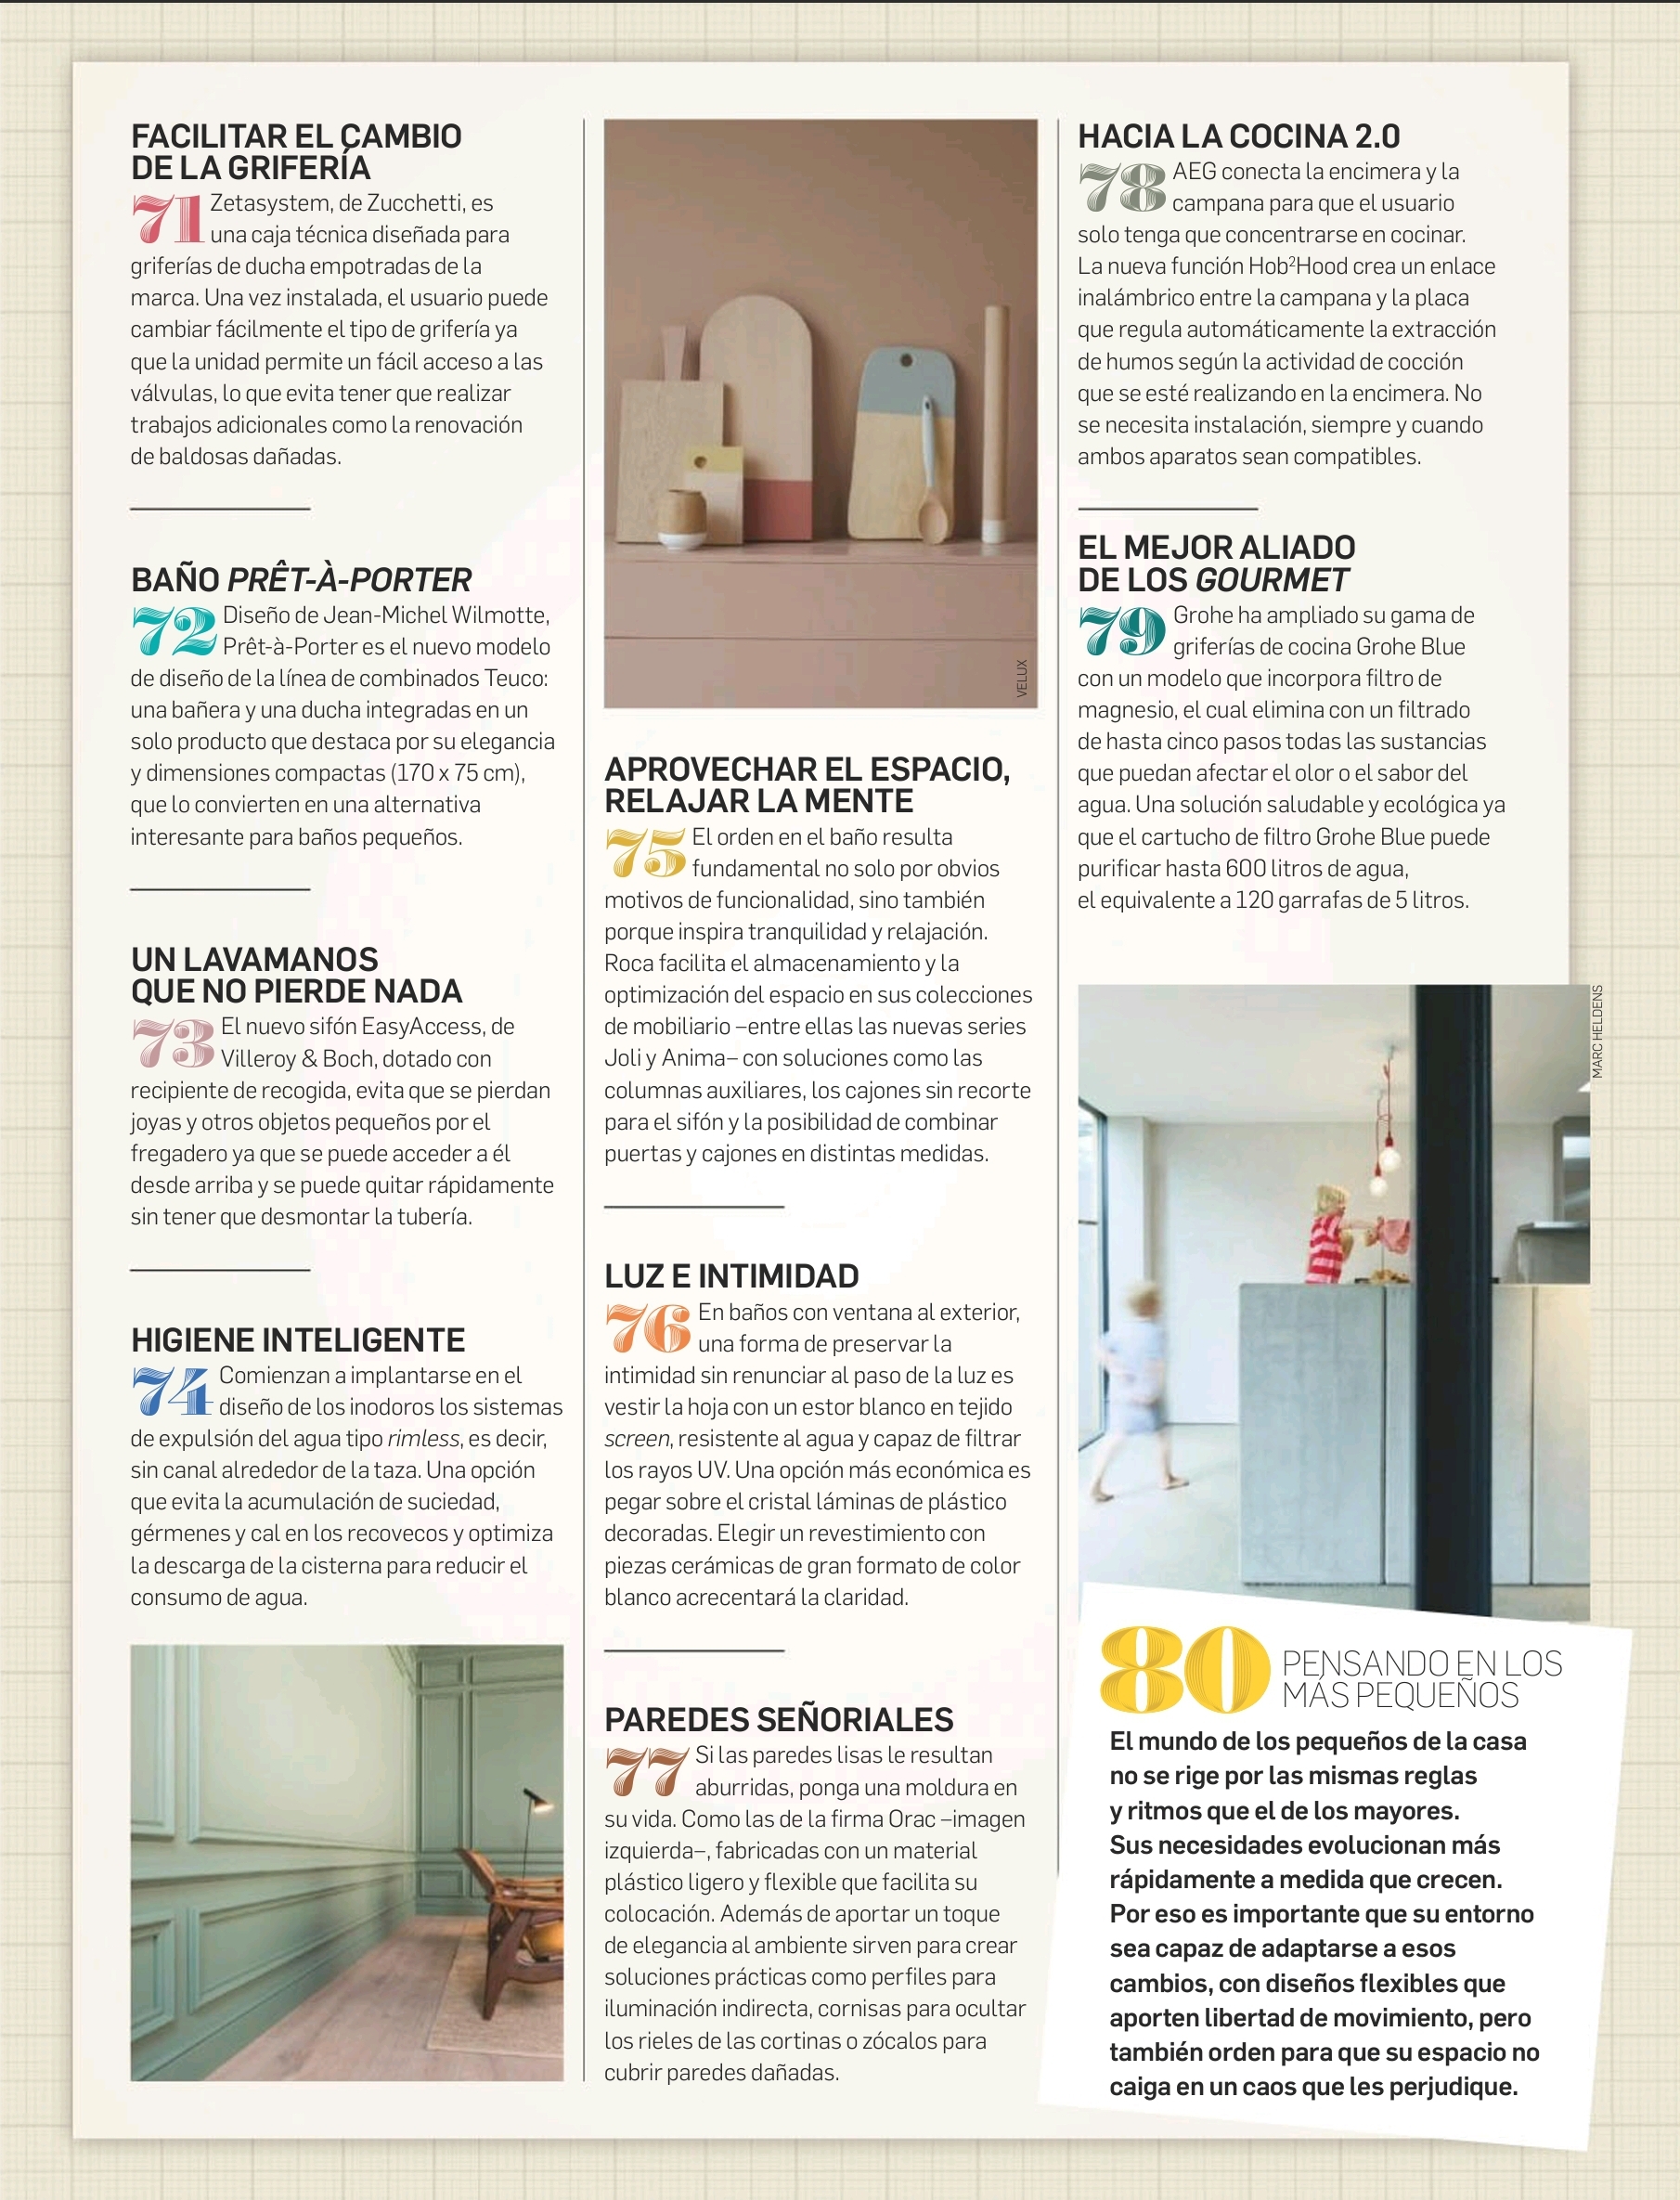 FACILITAR EL CAMBIO
DE LA GRIFERÍA
71 Zetasystem, de Zucchetti, es
una caja técnica diseñada para
griferías de ducha empotradas de la
marca. Una vez instalada, el usuario puede
cambiar fácilmente el tipo de grifería ya
que la unidad permite un fácil acceso a las
válvulas, lo que evita tener que realizar
trabajos adicionales como la renovación
de baldosas dañadas.
BAÑO PRÊT-À-PORTER
72 Diseño de Jean-Michel Wilmotte,
Prêt-à-Porter es el nuevo modelo
de diseño de la línea de combinados Teuco:
una bañera y una ducha integradas en un
solo producto que destaca por su elegancia
y dimensiones compactas (170 x 75 cm),
que lo convierten en una alternativa
interesante para baños pequeños.
UN LAVAMANOS
QUE NO PIERDE NADA
73 El nuevo sifón EasyAccess, de
Villeroy & Boch, dotado con
recipiente de recogida, evita que se pierdan
joyas y otros objetos pequeños por el
fregadero ya que se puede acceder a él
desde arriba y se puede quitar rápidamente
sin tener que desmontar la tubería.
HIGIENE INTELIGENTE
74 Comienzan a implantarse en el
diseño de los inodoros los sistemas
de expulsión del agua tipo rimless, es decir,
sin canal alrededor de la taza. Una opción
que evita la acumulación de suciedad,
gérmenes y cal en los recovecos y optimiza
la descarga de la cisterna para reducir el
consumo de agua.
VELUX
APROVECHAR EL ESPACIO,
RELAJAR LA MENTE
75 El orden en el baño resulta
fundamental no solo por obvios
motivos de funcionalidad, sino también
porque inspira tranquilidad y relajación.
Roca facilita el almacenamiento y la
optimización del espacio en sus colecciones
de mobiliario –entre ellas las nuevas series
Joli y Anima– con soluciones como las
columnas auxiliares, los cajones sin recorte
para el sifón y la posibilidad de combinar
puertas y cajones en distintas medidas.
LUZ E INTIMIDAD
76 En baños con ventana al exterior,
una forma de preservar la
intimidad sin renunciar al paso de la luz es
vestir la hoja con un estor blanco en tejido
screen, resistente al agua y capaz de filtrar
los rayos UV. Una opción más económica es
pegar sobre el cristal láminas de plástico
decoradas. Elegir un revestimiento con
piezas cerámicas de gran formato de color
blanco acrecentará la claridad.
PAREDES SEÑORIALES
77 Si las paredes lisas le resultan
aburridas, ponga una moldura en
su vida. Como las de la firma Orac –imagen
izquierda–, fabricadas con un material
plástico ligero y flexible que facilita su
colocación. Además de aportar un toque
de elegancia al ambiente sirven para crear
soluciones prácticas como perfiles para
iluminación indirecta, cornisas para ocultar
los rieles de las cortinas o zócalos para
cubrir paredes dañadas.
HACIA LA COCINA 2.0
78 AEG conecta la encimera y la
campana para que el usuario
solo tenga que concentrarse en cocinar.
La nueva función Hob²Hood crea un enlace
inalámbrico entre la campana y la placa
que regula automáticamente la extracción
de humos según la actividad de cocción
que se esté realizando en la encimera. No
se necesita instalación, siempre y cuando
ambos aparatos sean compatibles.
EL MEJOR ALIADO
DE LOS GOURMET
79 Grohe ha ampliado su gama de
griferías de cocina Grohe Blue
con un modelo que incorpora filtro de
magnesio, el cual elimina con un filtrado
de hasta cinco pasos todas las sustancias
que puedan afectar el olor o el sabor del
agua. Una solución saludable y ecológica ya
que el cartucho de filtro Grohe Blue puede
purificar hasta 600 litros de agua,
el equivalente a 120 garrafas de 5 litros.
MARC HELDENS
80 PENSANDO EN LOS
MÁS PEQUEÑOS
El mundo de los pequeños de la casa
no se rige por las mismas reglas
y ritmos que el de los mayores.
Sus necesidades evolucionan más
rápidamente a medida que crecen.
Por eso es importante que su entorno
sea capaz de adaptarse a esos
cambios, con diseños flexibles que
aporten libertad de movimiento, pero
también orden para que su espacio no
caiga en un caos que les perjudique.